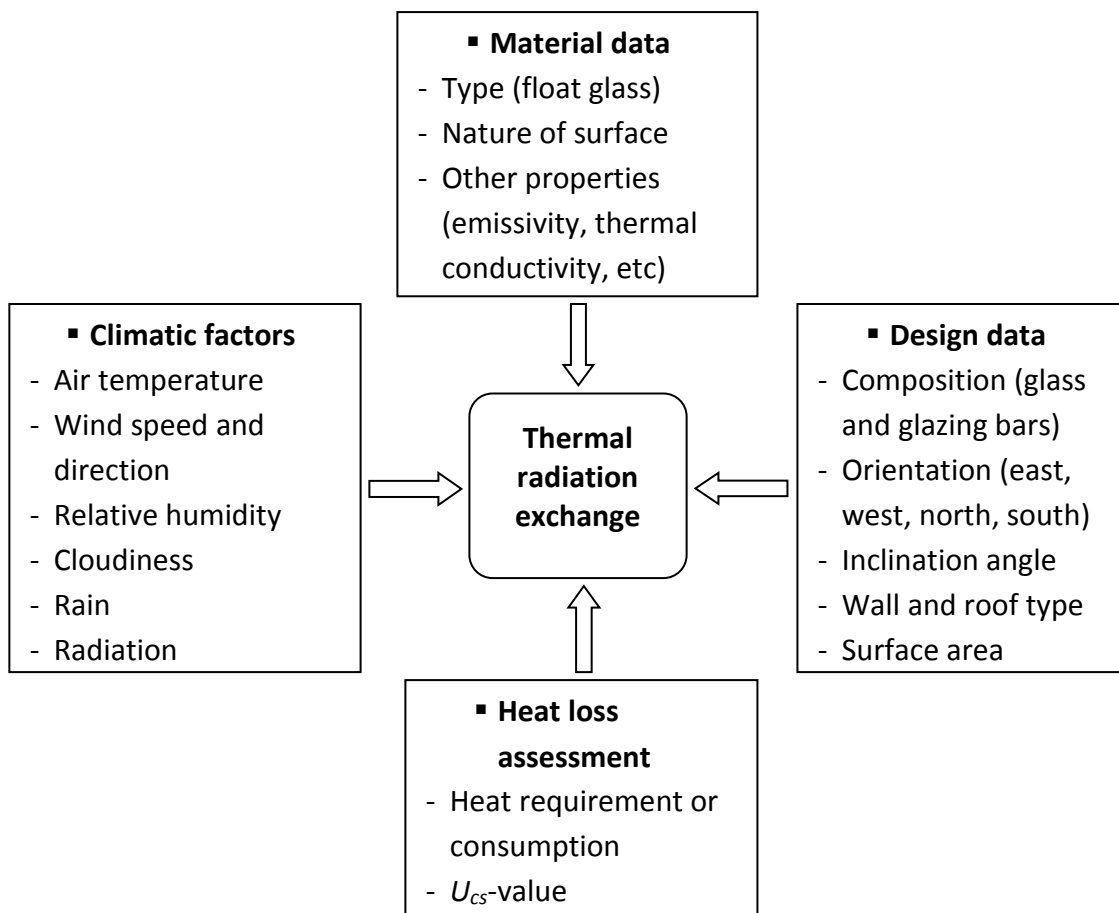 ▪ Material data
- Type (float glass)
- Nature of surface
- Other properties
(emissivity, thermal
conductivity, etc)
▪ Climatic factors
- Air temperature
- Wind speed and
direction
- Relative humidity
- Cloudiness
- Rain
- Radiation
Thermal
radiation
exchange
▪ Design data
- Composition (glass
and glazing bars)
- Orientation (east,
west, north, south)
- Inclination angle
- Wall and roof type
- Surface area
▪ Heat loss
assessment
- Heat requirement or
consumption
- Ucs-value